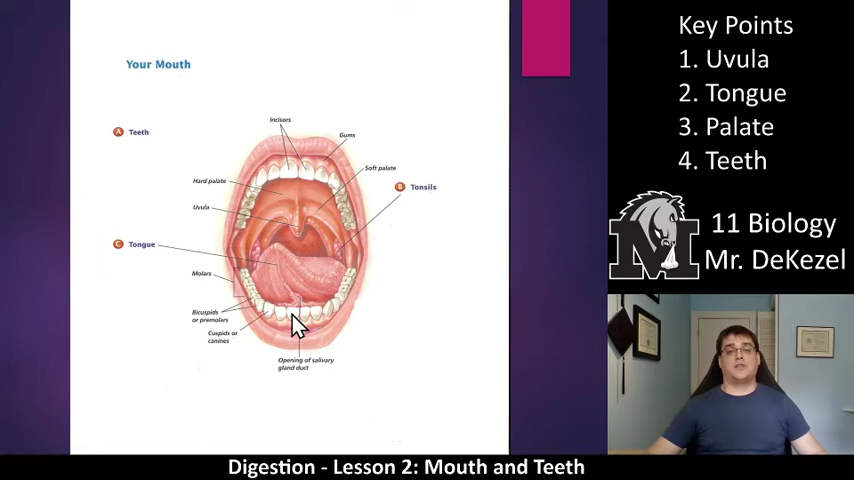 Key Points
1. Uvula
2. Tongue
3. Palate
4. Teeth
11 Biology
Mr. DeKezel
M
Your Mouth
A Teeth
Incisors
Gums
Soft palate
Hard palate
B Tonsils
Uvula
C Tongue
Molars
Bicuspids
or premolars
Cuspids or
canines
Opening of salivary
gland duct
Digestion - Lesson 2: Mouth and Teeth